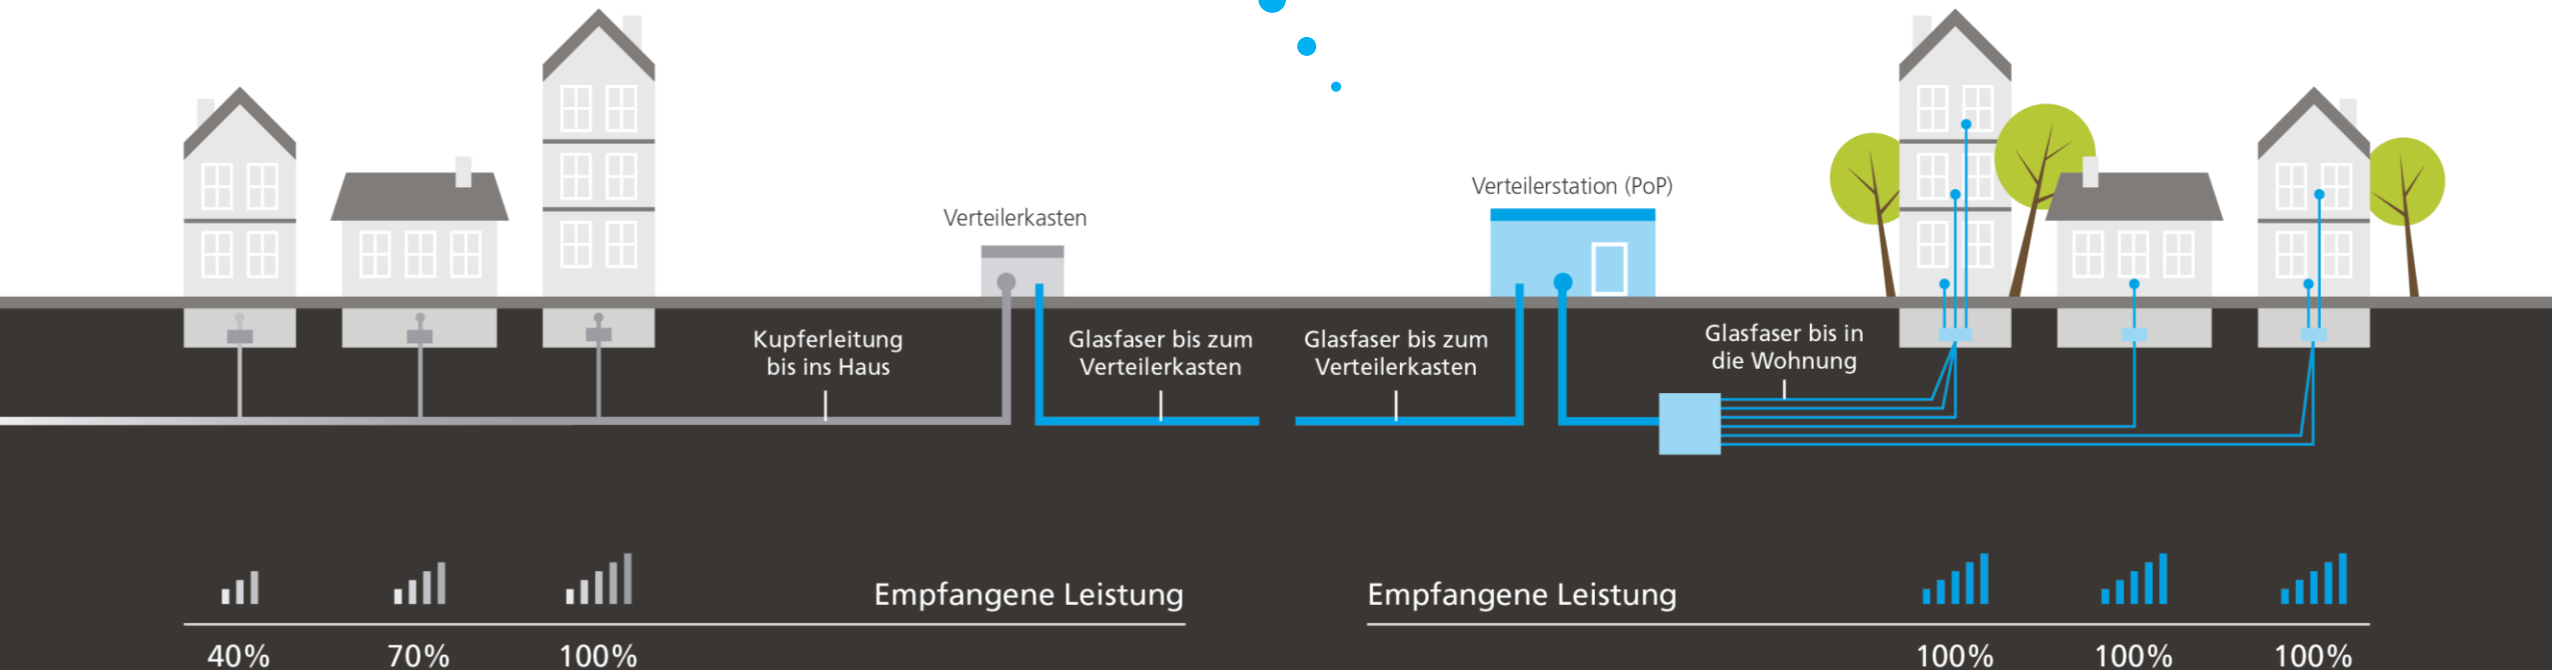 Verteilerkasten
Verteilerstation (PoP)
Kupferleitung
bis ins Haus
Glasfaser bis zum
Verteilerkasten
Glasfaser bis zum
Verteilerkasten
Glasfaser bis in
die Wohnung
Empfangene Leistung
40%
70%
100%
Empfangene Leistung
100%
100%
100%